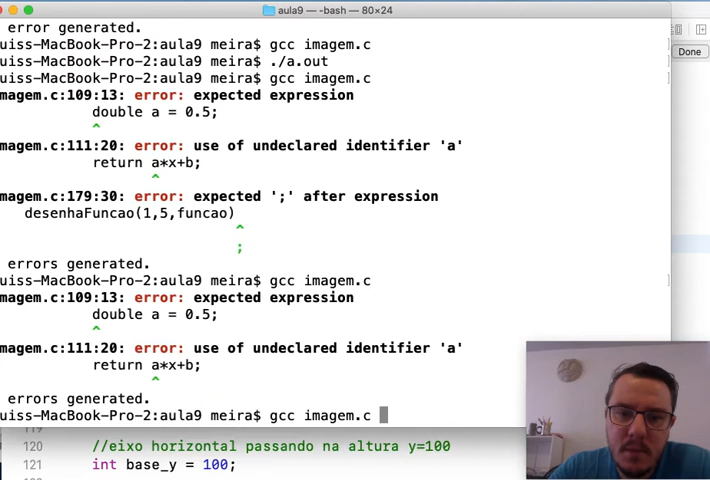 aula9 — -bash — 80×24
error generated.
uiss-MacBook-Pro-2:aula9 meira$ gcc imagem.c
uiss-MacBook-Pro-2:aula9 meira$ ./a.out
uiss-MacBook-Pro-2:aula9 meira$ gcc imagem.c
magem.c:109:13: error: expected expression
double a = 0.5;
^
magem.c:111:20: error: use of undeclared identifier 'a'
return a*x+b;
^
magem.c:179:30: error: expected ';' after expression
desenhaFuncao(1,5,funcao)
^
;
errors generated.
uiss-MacBook-Pro-2:aula9 meira$ gcc imagem.c
magem.c:109:13: error: expected expression
double a = 0.5;
^
magem.c:111:20: error: use of undeclared identifier 'a'
return a*x+b;
^
errors generated.
uiss-MacBook-Pro-2:aula9 meira$ gcc imagem.c
Done
120 //eixo horizontal passando na altura y=100
121 int base_y = 100;